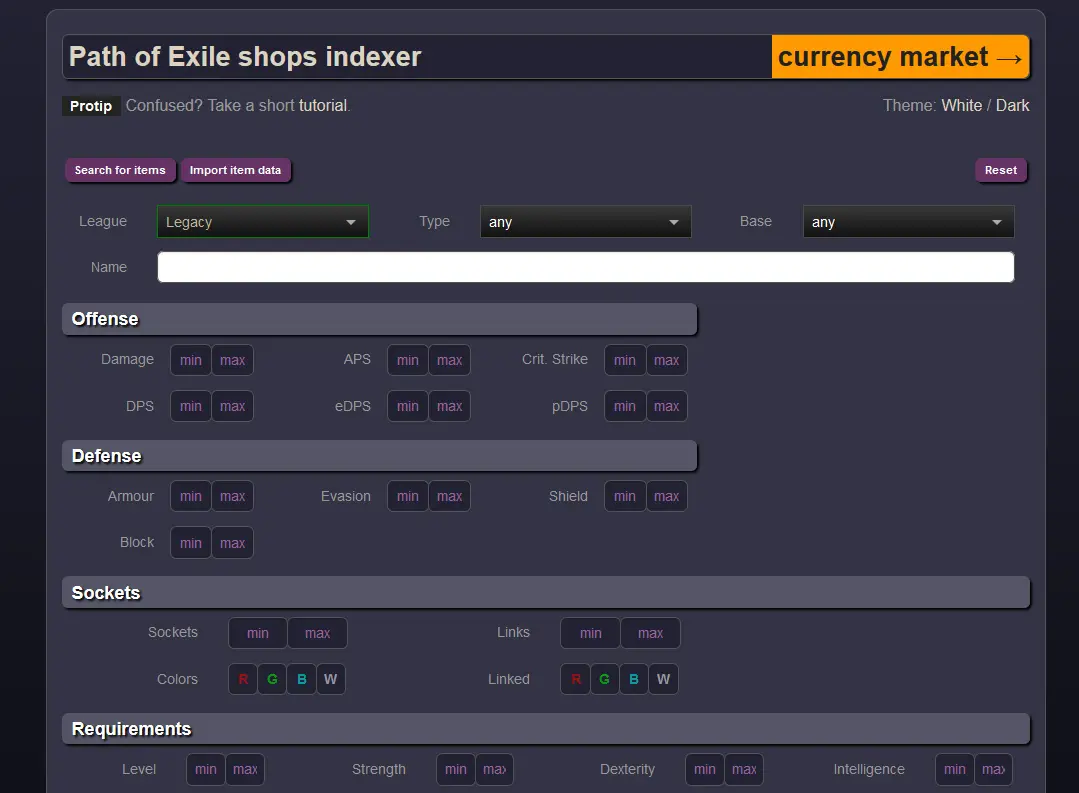 Path of Exile shops indexer currency market →
Protip Confused? Take a short tutorial. Theme: White / Dark
Search for items Import item data Reset
League Legacy Type any Base any
Name
Offense
Damage min max APS min max Crit. Strike min max
DPS min max eDPS min max pDPS min max
Defense
Armour min max Evasion min max Shield min max
Block min max
Sockets
Sockets min max Links min max
Colors R G B W Linked R G B W
Requirements
Level min max Strength min max Dexterity min max Intelligence min max